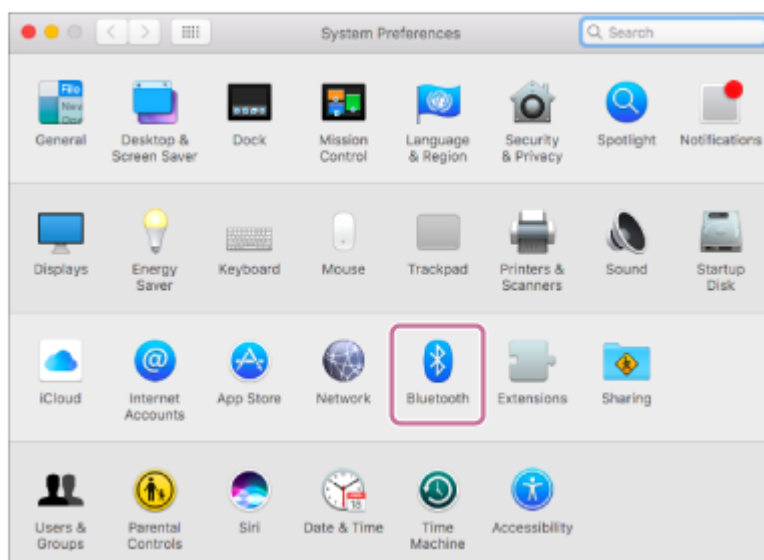 System Preferences
Search
General
Desktop &
Screen Saver
Dock
Mission
Control
Language
& Region
Security
& Privacy
Spotlight
Notifications
Displays
Energy
Saver
Keyboard
Mouse
Trackpad
Printers &
Scanners
Sound
Startup
Disk
iCloud
Internet
Accounts
App Store
Network
Bluetooth
Extensions
Sharing
Users &
Groups
Parental
Controls
Siri
Date & Time
Time
Machine
Accessibility